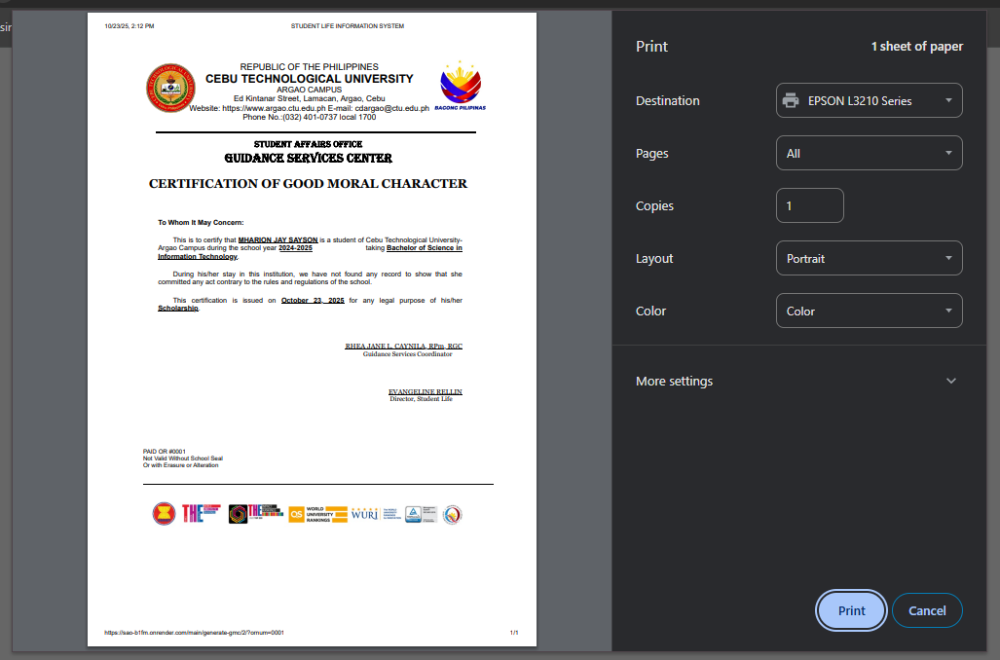 sir
10/23/25, 2:12 PM STUDENT LIFE INFORMATION SYSTEM
REPUBLIC OF THE PHILIPPINES
CEBU TECHNOLOGICAL UNIVERSITY
ARGAO CAMPUS
Ed Kintanar Street, Lamacan, Argao, Cebu
Website: https://www.argao.ctu.edu.ph E-mail: cdargao@ctu.edu.ph
Phone No.:(032) 401-0737 local 1700
BAGONG PILIPINAS
STUDENT AFFAIRS OFFICE
GUIDANCE SERVICES CENTER
CERTIFICATION OF GOOD MORAL CHARACTER
To Whom It May Concern:
This is to certify that MHARION JAY SAYSON is a student of Cebu Technological University-
Argao Campus during the school year 2024-2025 taking Bachelor of Science in
Information Technology.
During his/her stay in this institution, we have not found any record to show that she
committed any act contrary to the rules and regulations of the school.
This certification is issued on October 23, 2025 for any legal purpose of his/her
Scholarship.
RHEA JANE L. CAYNILA, RPm, RGC
Guidance Services Coordinator
EVANGELINE RELLIN
Director, Student Life
PAID OR #0001
Not Valid Without School Seal
Or with Erasure or Alteration
THE
THE
QS WORLD
UNIVERSITY
RANKINGS
WURI
https://sao-b1fm.onrender.com/main/generate-gmc/2/?ornum=0001 1/1
Print 1 sheet of paper
Destination EPSON L3210 Series
Pages All
Copies 1
Layout Portrait
Color Color
More settings
Print Cancel